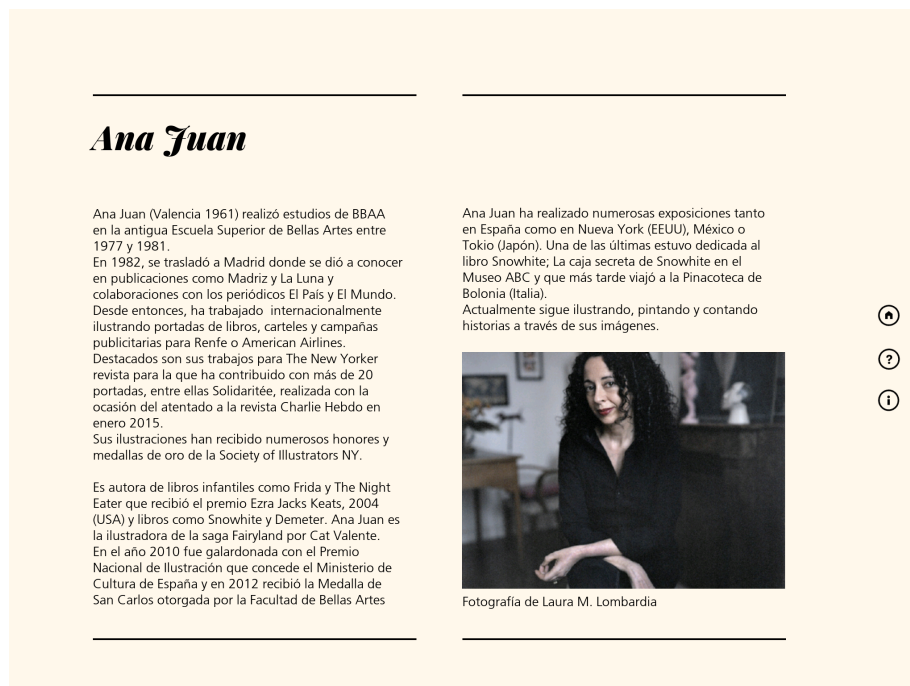 Ana Juan
Ana Juan (Valencia 1961) realizó estudios de BBAA
en la antigua Escuela Superior de Bellas Artes entre
1977 y 1981.
En 1982, se trasladó a Madrid donde se dió a conocer
en publicaciones como Madriz y La Luna y
colaboraciones con los periódicos El País y El Mundo.
Desde entonces, ha trabajado  internacionalmente
ilustrando portadas de libros, carteles y campañas
publicitarias para Renfe o American Airlines.
Destacados son sus trabajos para The New Yorker
revista para la que ha contribuido con más de 20
portadas, entre ellas Solidaritée, realizada con la
ocasión del atentado a la revista Charlie Hebdo en
enero 2015.
Sus ilustraciones han recibido numerosos honores y
medallas de oro de la Society of Illustrators NY.
Es autora de libros infantiles como Frida y The Night
Eater que recibió el premio Ezra Jacks Keats, 2004
(USA) y libros como Snowhite y Demeter. Ana Juan es
la ilustradora de la saga Fairyland por Cat Valente.
En el año 2010 fue galardonada con el Premio
Nacional de Ilustración que concede el Ministerio de
Cultura de España y en 2012 recibió la Medalla de
San Carlos otorgada por la Facultad de Bellas Artes
Ana Juan ha realizado numerosas exposiciones tanto
en España como en Nueva York (EEUU), México o
Tokio (Japón). Una de las últimas estuvo dedicada al
libro Snowhite; La caja secreta de Snowhite en el
Museo ABC y que más tarde viajó a la Pinacoteca de
Bolonia (Italia).
Actualmente sigue ilustrando, pintando y contando
historias a través de sus imágenes.
Fotografía de Laura M. Lombardia
?
i